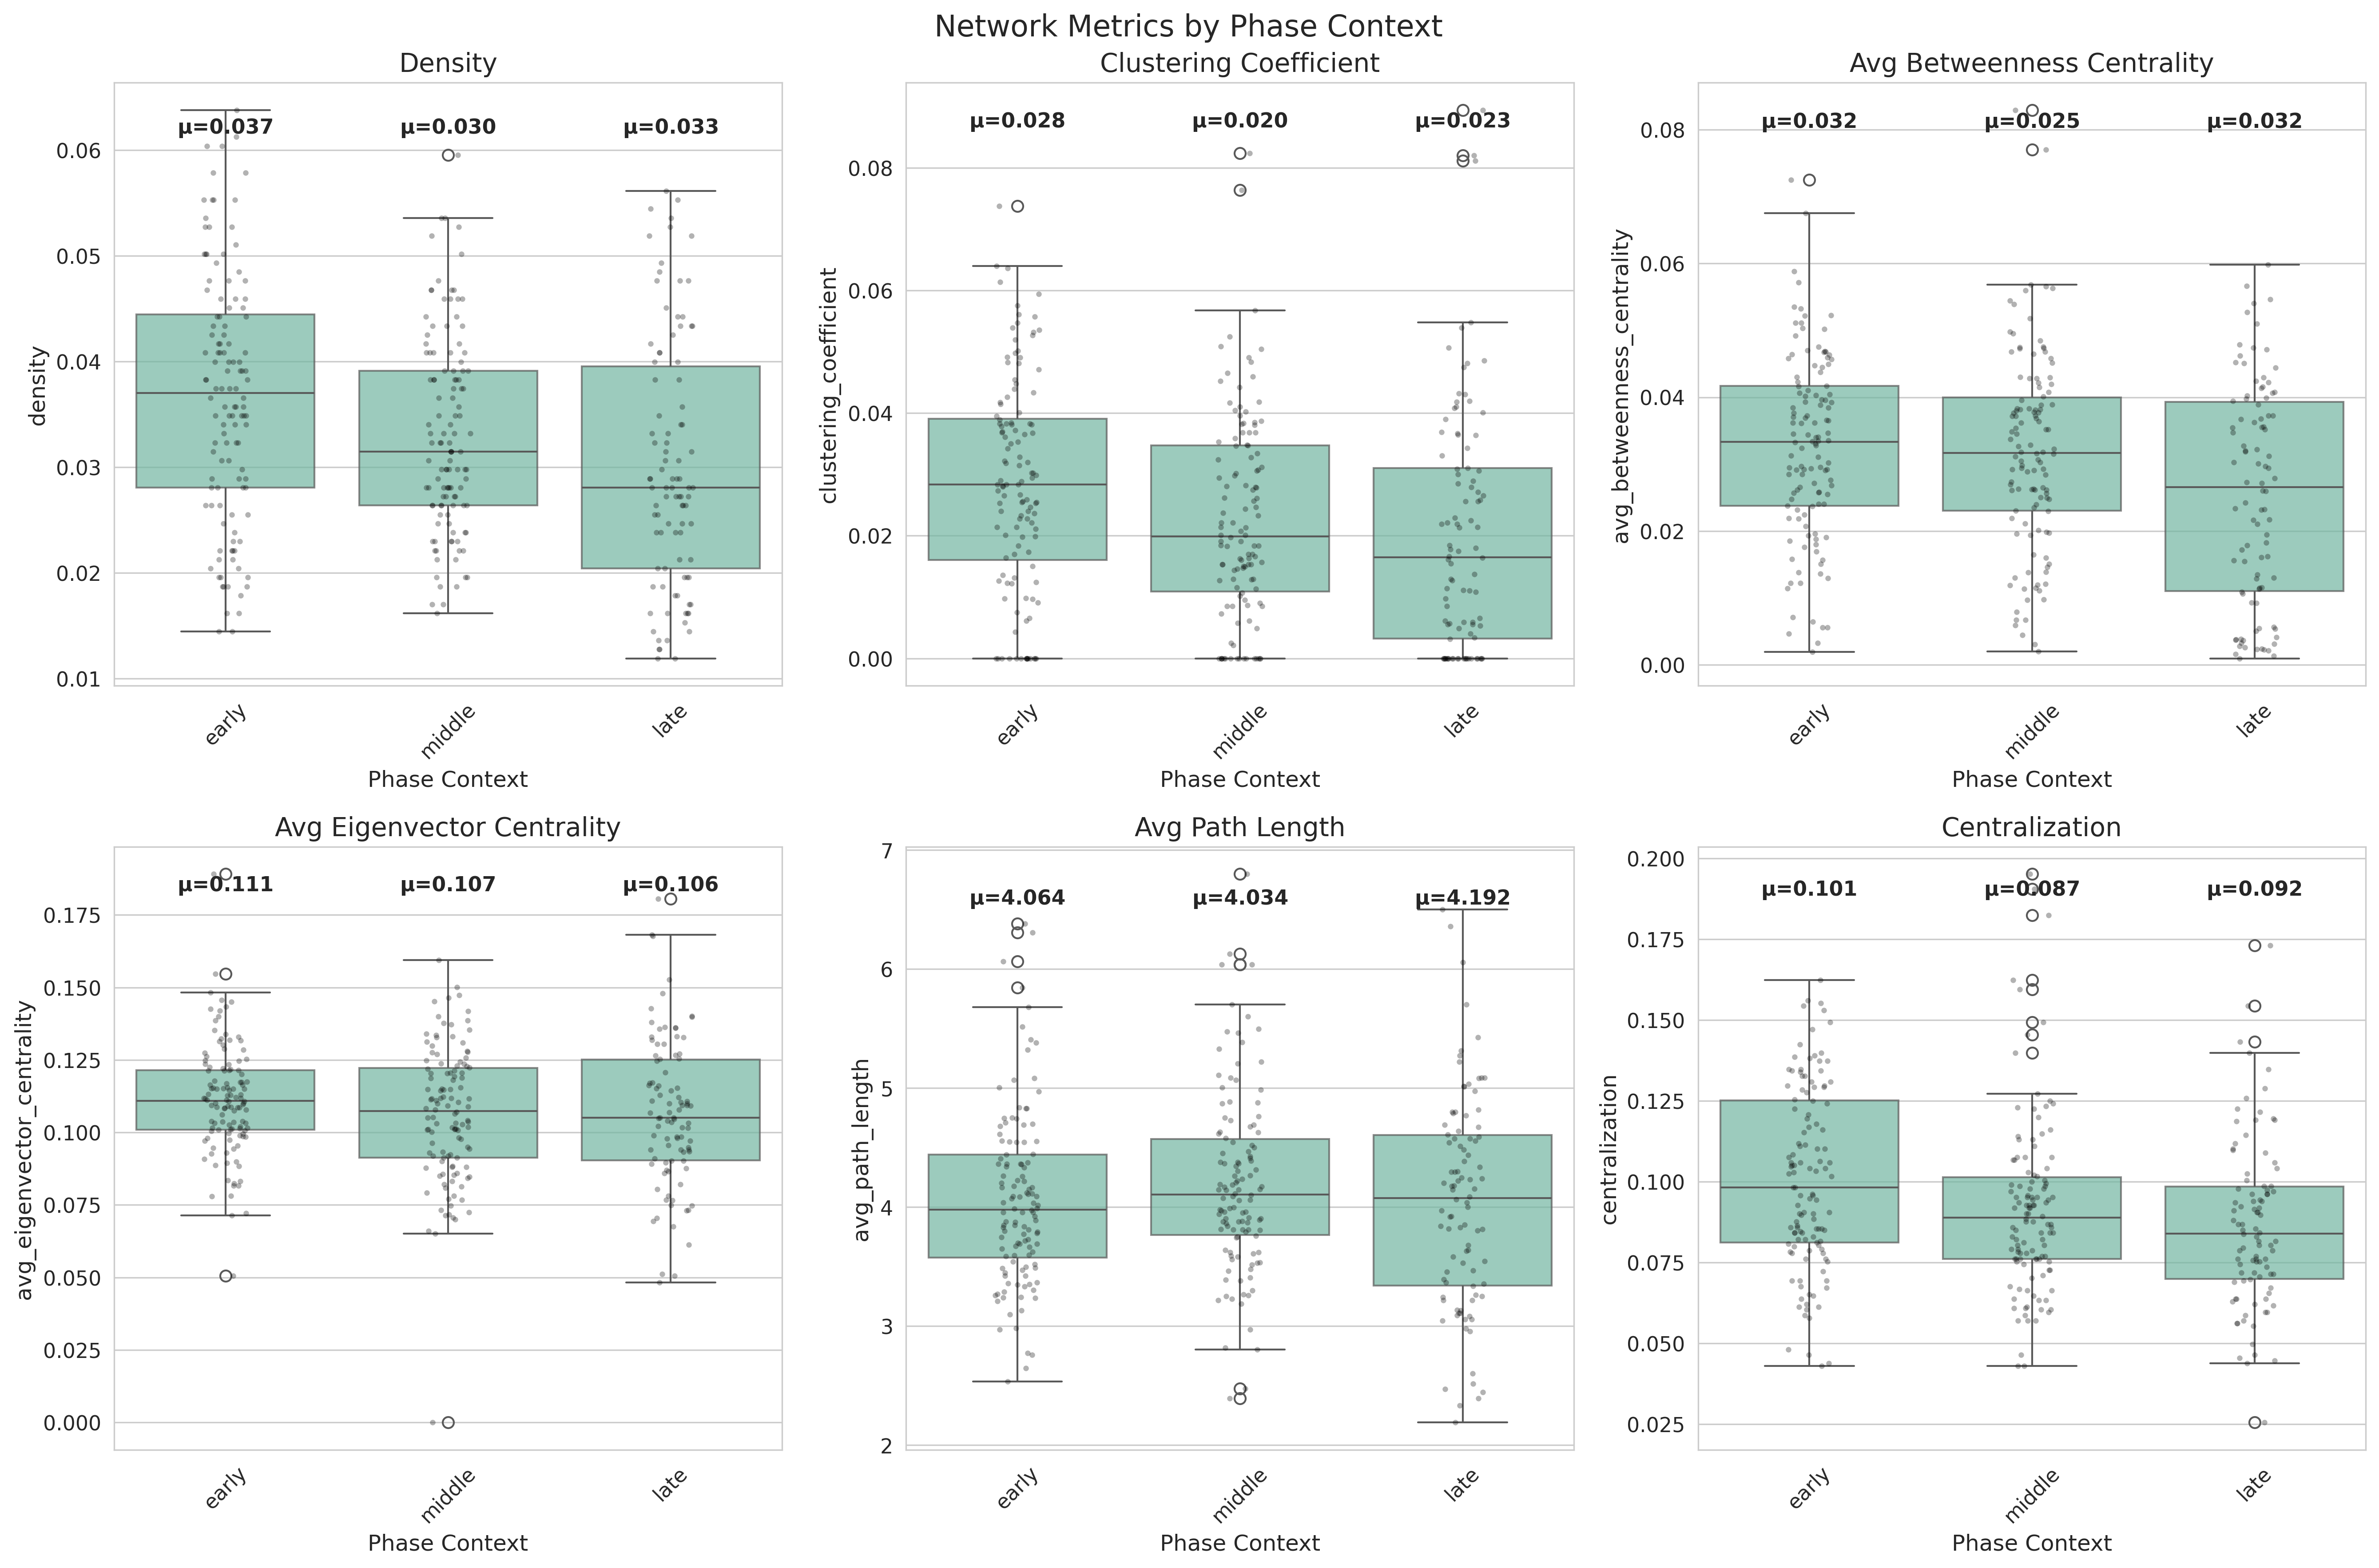 Network Metrics by Phase Context
Density
μ=0.037 μ=0.030 μ=0.033
density
0.06
0.05
0.04
0.03
0.02
0.01
early middle late
Phase Context
Clustering Coefficient
μ=0.028 μ=0.020 μ=0.023
clustering_coefficient
0.08
0.06
0.04
0.02
0.00
early middle late
Phase Context
Avg Betweenness Centrality
μ=0.032 μ=0.025 μ=0.032
avg_betweenness_centrality
0.08
0.06
0.04
0.02
0.00
early middle late
Phase Context
Avg Eigenvector Centrality
μ=0.111 μ=0.107 μ=0.106
avg_eigenvector_centrality
0.175
0.150
0.125
0.100
0.075
0.050
0.025
0.000
early middle late
Phase Context
Avg Path Length
μ=4.064 μ=4.034 μ=4.192
avg_path_length
7
6
5
4
3
2
early middle late
Phase Context
Centralization
μ=0.101 μ=0.087 μ=0.092
centralization
0.200
0.175
0.150
0.125
0.100
0.075
0.050
0.025
early middle late
Phase Context